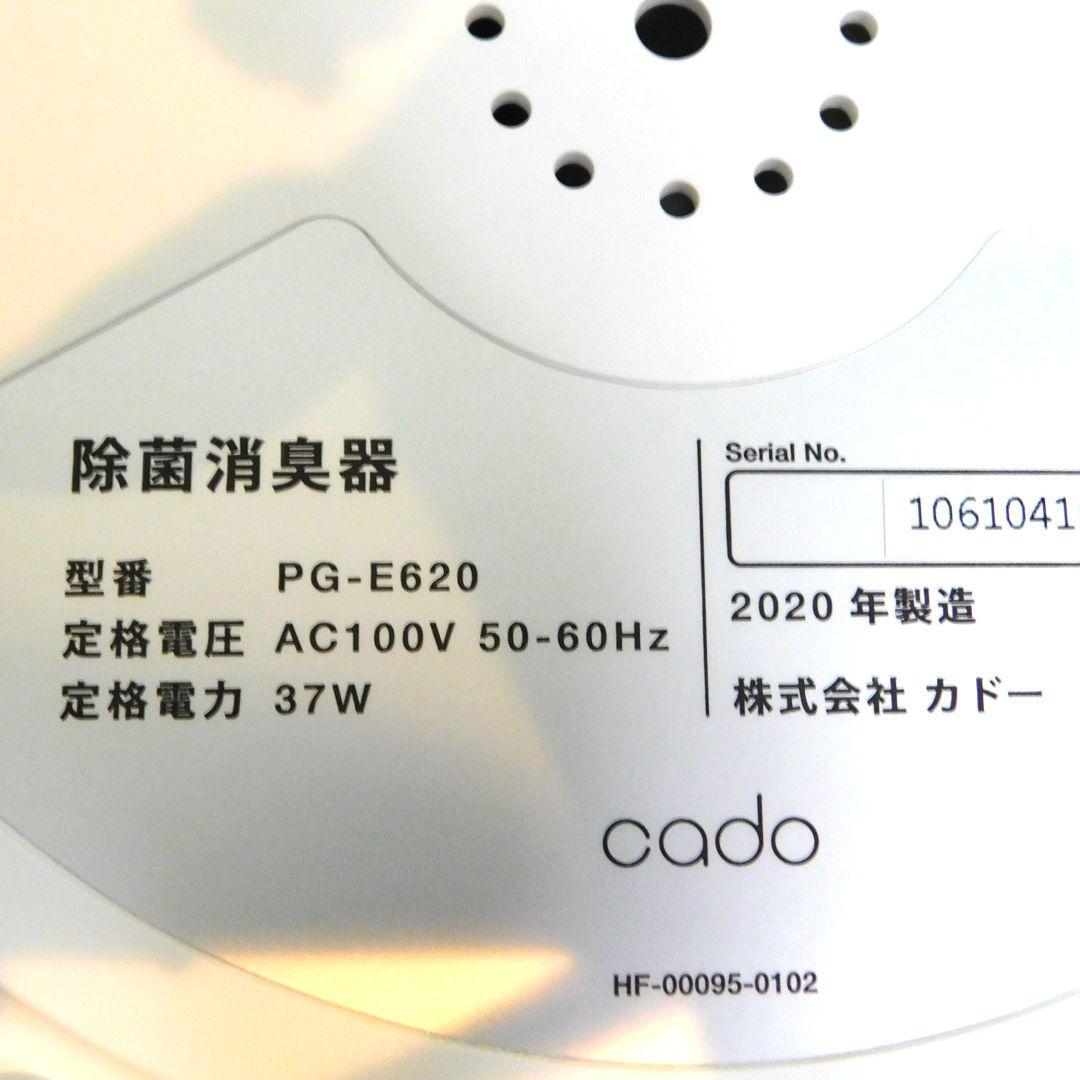 除菌消臭器
型番 PG-E620
定格電圧 AC100V 50-60Hz
定格電力 37W
Serial No.
1061041
2020 年製造
株式会社 カドー
cado
HF-00095-0102